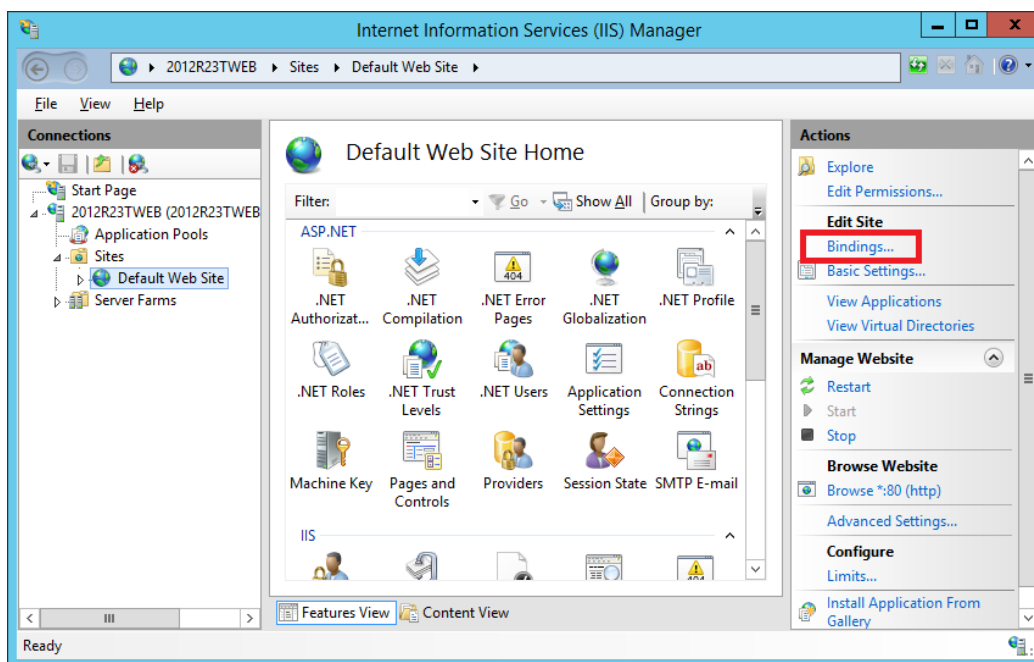 Internet Information Services (IIS) Manager
2012R23TWEB Sites Default Web Site
File View Help
Connections
Start Page
2012R23TWEB (2012R23TWEB
Application Pools
Sites
Default Web Site
Server Farms
Default Web Site Home
Filter: Go Show All Group by:
ASP.NET
.NET Authorizat...
.NET Compilation
.NET Error Pages
.NET Globalization
.NET Profile
.NET Roles
.NET Trust Levels
.NET Users
Application Settings
Connection Strings
Machine Key
Pages and Controls
Providers
Session State
SMTP E-mail
IIS
Features View Content View
Actions
Explore
Edit Permissions...
Edit Site
Bindings...
Basic Settings...
View Applications
View Virtual Directories
Manage Website
Restart
Start
Stop
Browse Website
Browse *:80 (http)
Advanced Settings...
Configure
Limits...
Install Application From
Gallery
Ready